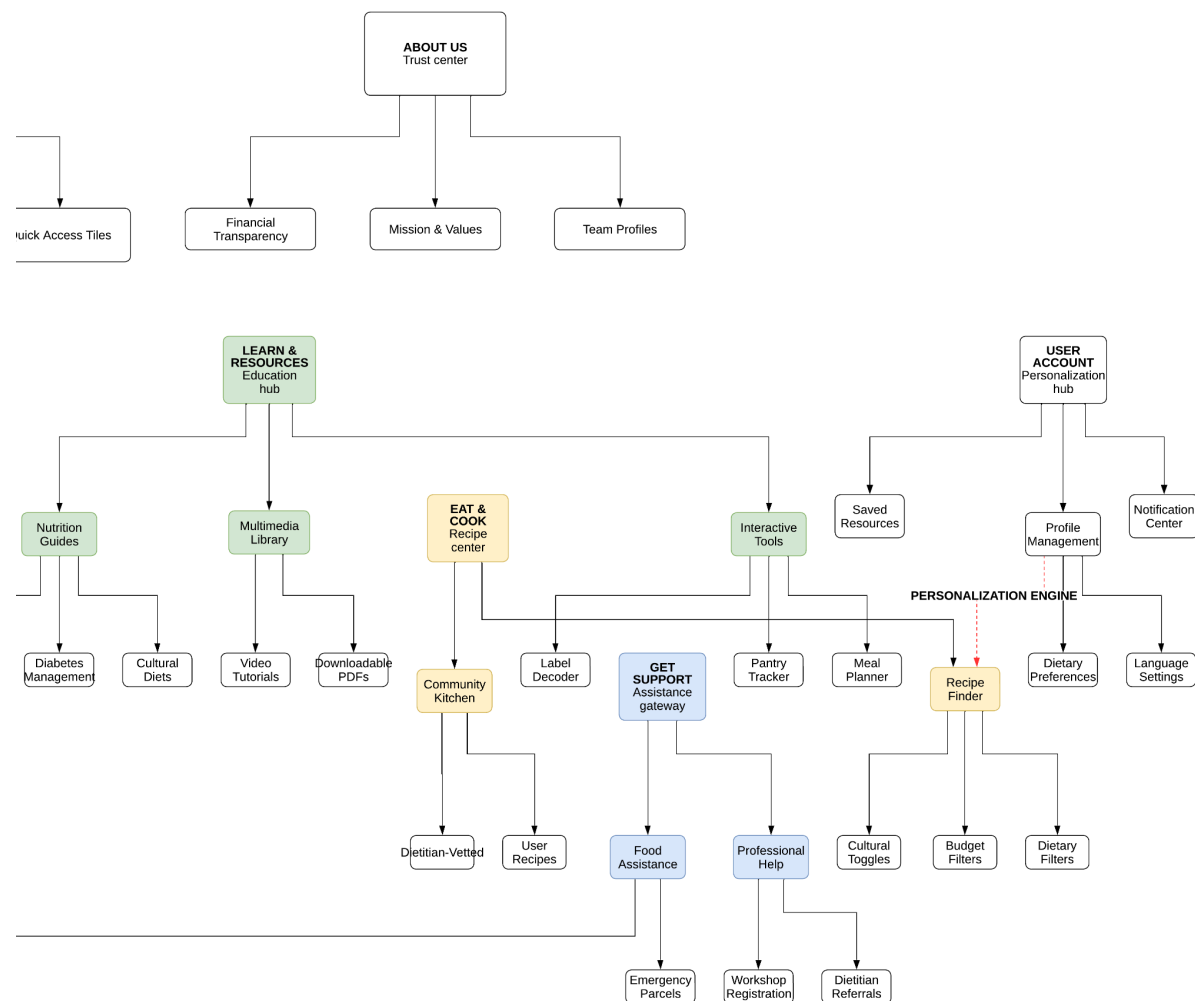 ABOUT US
Trust center
Financial
Transparency
Mission & Values
Team Profiles
uick Access Tiles
LEARN &
RESOURCES
Education
hub
USER
ACCOUNT
Personalization
hub
Nutrition
Guides
Multimedia
Library
EAT &
COOK
Recipe
center
Interactive
Tools
Saved
Resources
Profile
Management
Notification
Center
PERSONALIZATION ENGINE
Diabetes
Management
Cultural
Diets
Video
Tutorials
Downloadable
PDFs
Community
Kitchen
Label
Decoder
GET
SUPPORT
Assistance
gateway
Pantry
Tracker
Meal
Planner
Recipe
Finder
Dietary
Preferences
Language
Settings
Dietitian-Vetted
User
Recipes
Food
Assistance
Professional
Help
Cultural
Toggles
Budget
Filters
Dietary
Filters
Emergency
Parcels
Workshop
Registration
Dietitian
Referrals